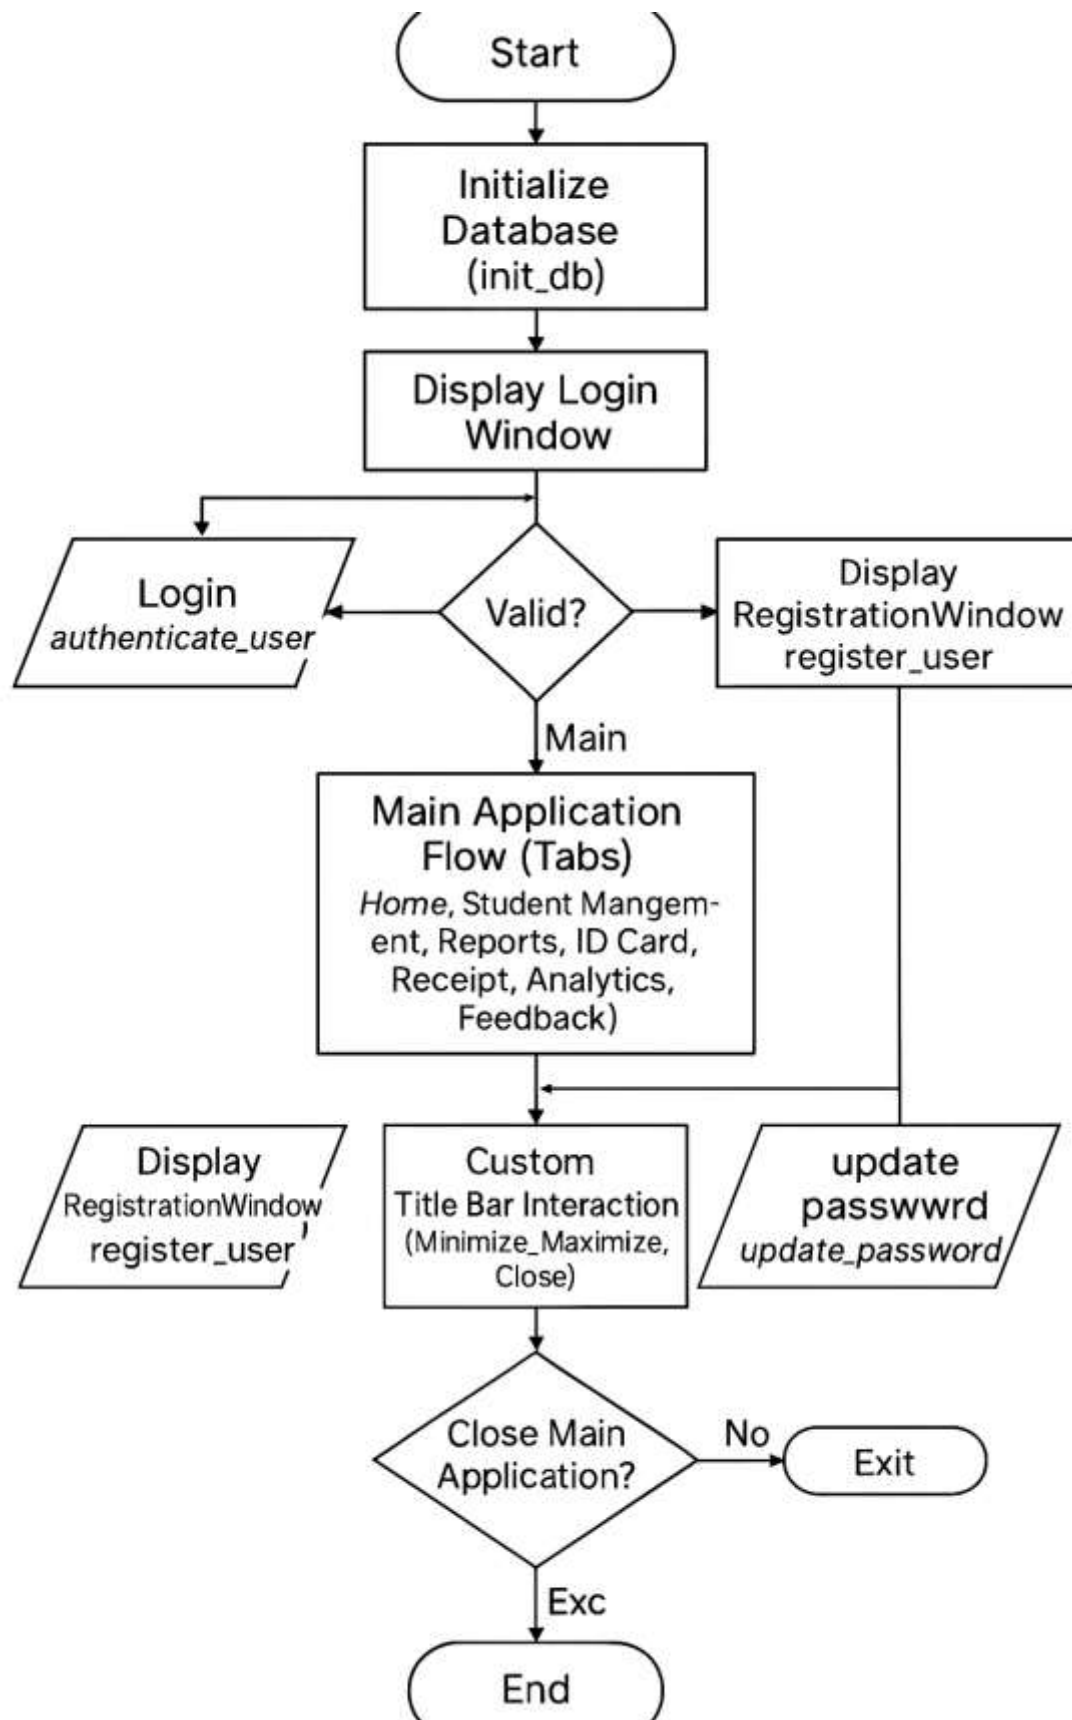 Start
Initialize
Database
(init_db)
Display Login
Window
Login
authenticate_user
Valid?
Display
RegistrationWindow
register_user
Main
Main Application
Flow (Tabs)
Home, Student Mangem-
ent, Reports, ID Card,
Receipt, Analytics,
Feedback)
Display
RegistrationWindow
register_user)
Custom
Title Bar Interaction
(Minimize_Maximize,
Close)
update
passwwrd
update_password
Close Main
Application?
No
Exit
Exc
End